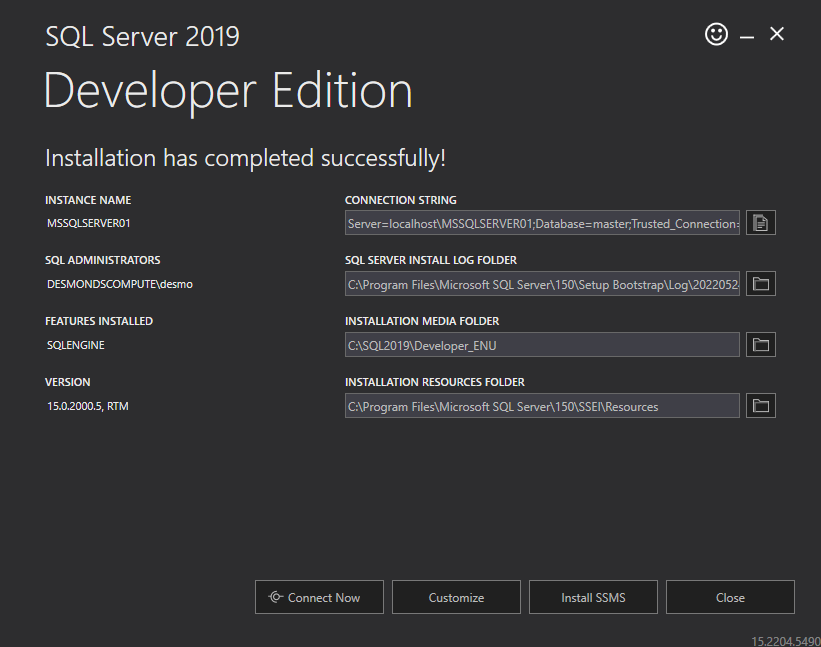 SQL Server 2019
Developer Edition
Installation has completed successfully!
INSTANCE NAME
MSSQLSERVER01
CONNECTION STRING
Server=localhost\MSSQLSERVER01;Database=master;Trusted_Connection=
SQL ADMINISTRATORS
DESMONDSCOMPUTE\desmo
SQL SERVER INSTALL LOG FOLDER
C:\Program Files\Microsoft SQL Server\150\Setup Bootstrap\Log\2022052
FEATURES INSTALLED
SQLENGINE
INSTALLATION MEDIA FOLDER
C:\SQL2019\Developer_ENU
VERSION
15.0.2000.5, RTM
INSTALLATION RESOURCES FOLDER
C:\Program Files\Microsoft SQL Server\150\SSEI\Resources
Connect Now
Customize
Install SSMS
Close
15.2204.5490